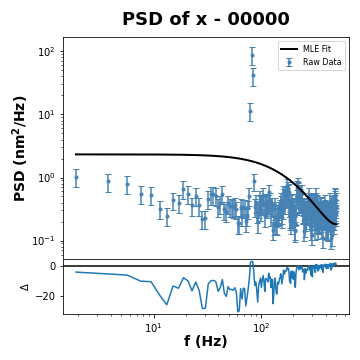 PSD of x - 00000
PSD (nm²/Hz)
10²
10¹
10⁰
10⁻¹
MLE Fit
Raw Data
Δ
0
−20
10¹
10²
f (Hz)